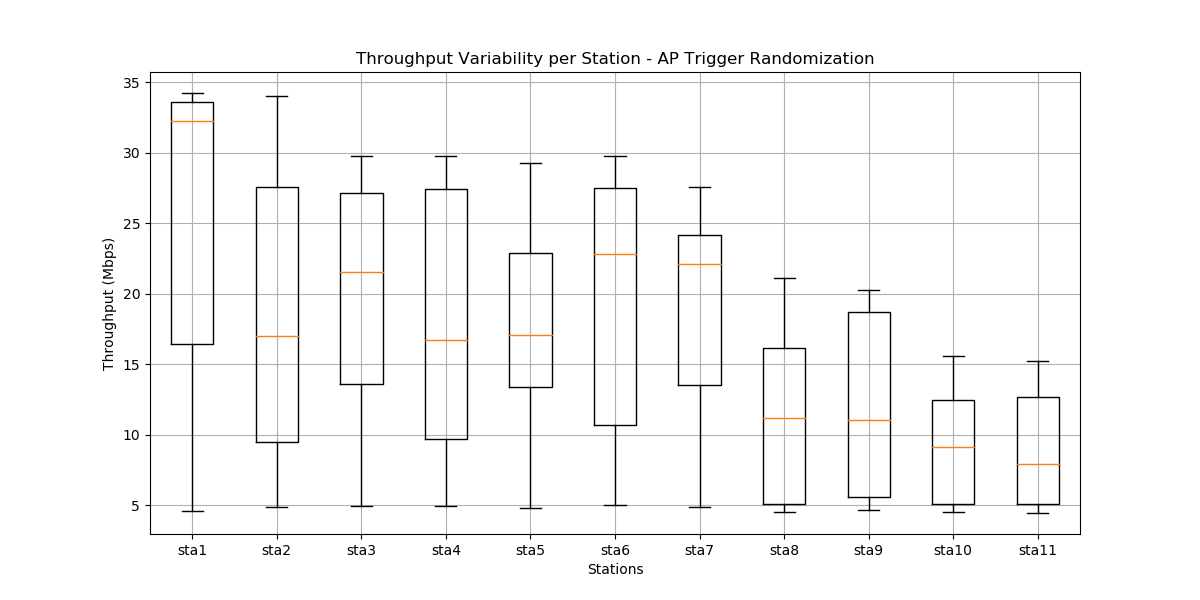 Throughput Variability per Station - AP Trigger Randomization
35
30
25
20
15
10
5
Throughput (Mbps)
sta1 sta2 sta3 sta4 sta5 sta6 sta7 sta8 sta9 sta10 sta11
Stations